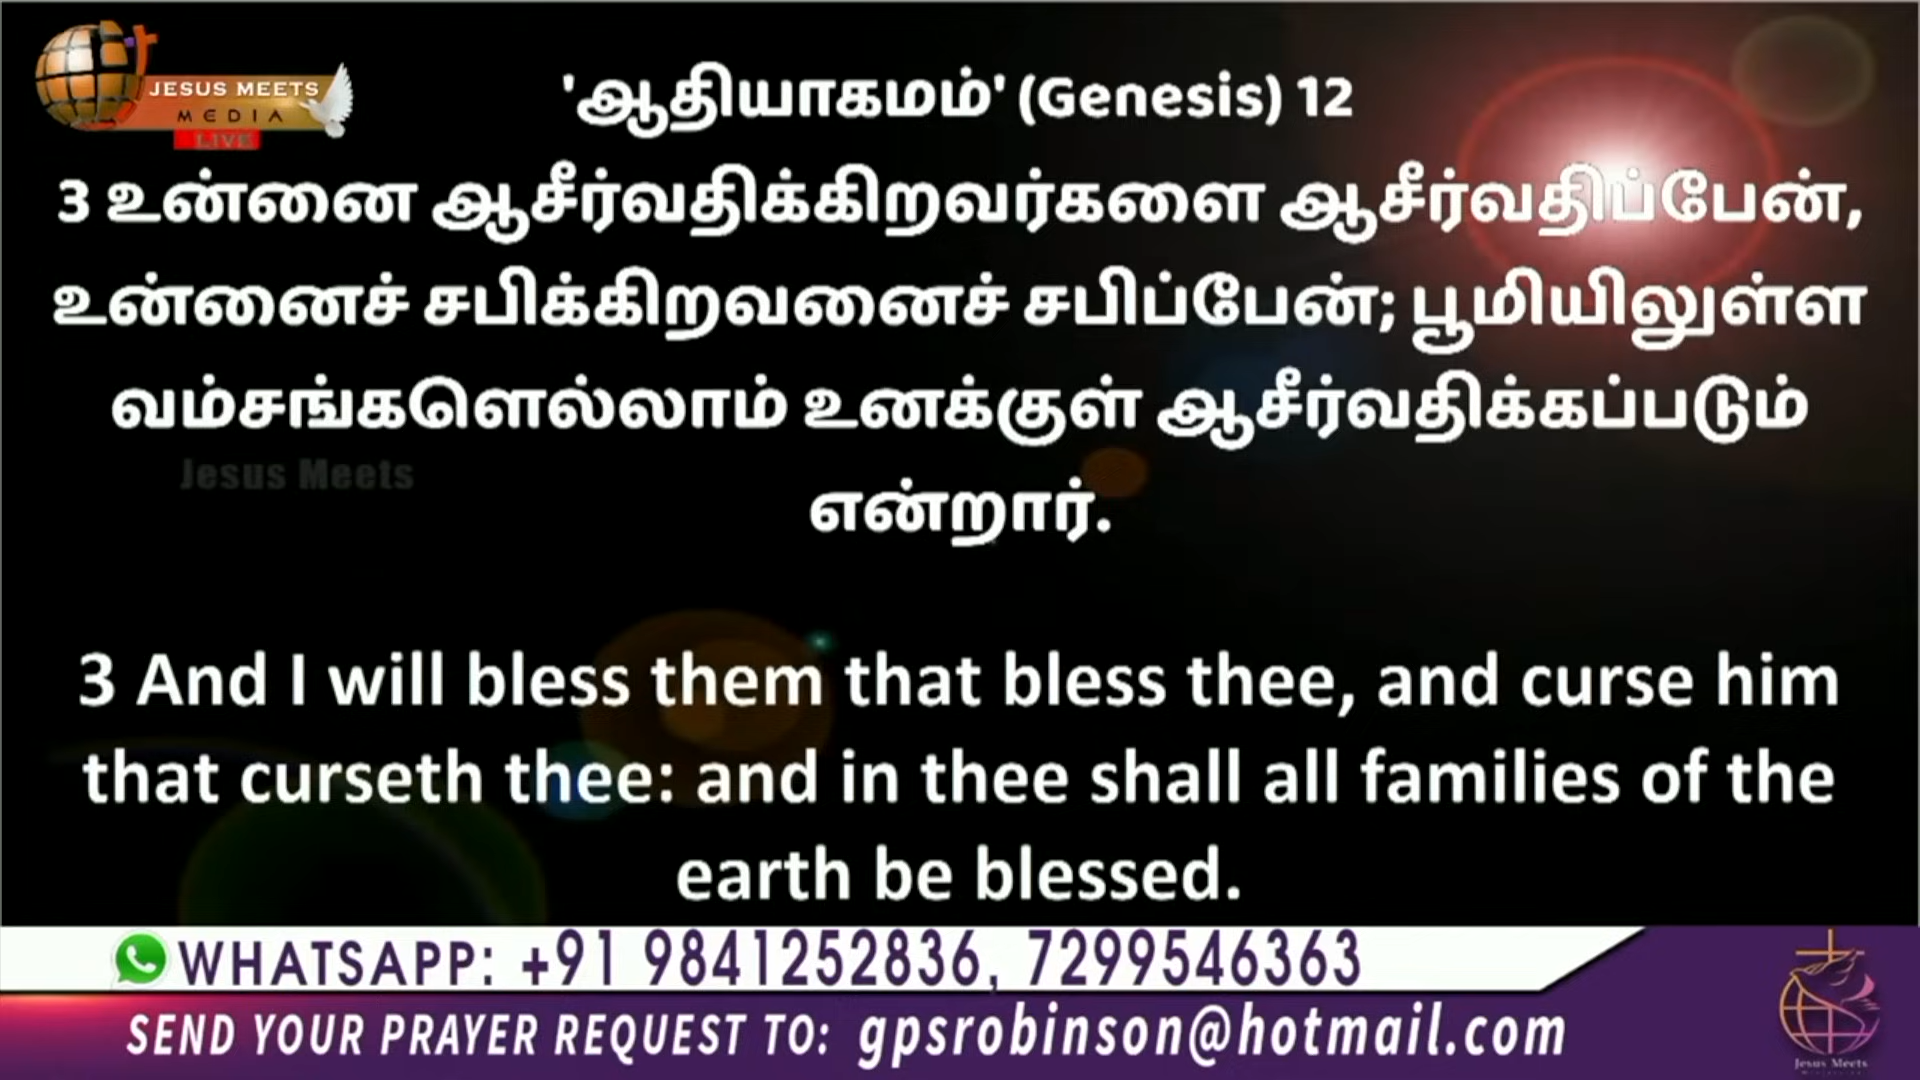 JESUS MEETS
MEDIA
LIVE
'ஆதியாகமம்' (Genesis) 12
3 உன்னை ஆசீர்வதிக்கிறவர்களை ஆசீர்வதிப்பேன்,
உன்னைச் சபிக்கிறவனைச் சபிப்பேன்; பூமியிலுள்ள
வம்சங்களெல்லாம் உனக்குள் ஆசீர்வதிக்கப்படும்
Jesus Meets
என்றார்.
3 And I will bless them that bless thee, and curse him
that curseth thee: and in thee shall all families of the
earth be blessed.
WHATSAPP: +91 9841252836, 7299546363
SEND YOUR PRAYER REQUEST TO: gpsrobinson@hotmail.com
Jesus Meets